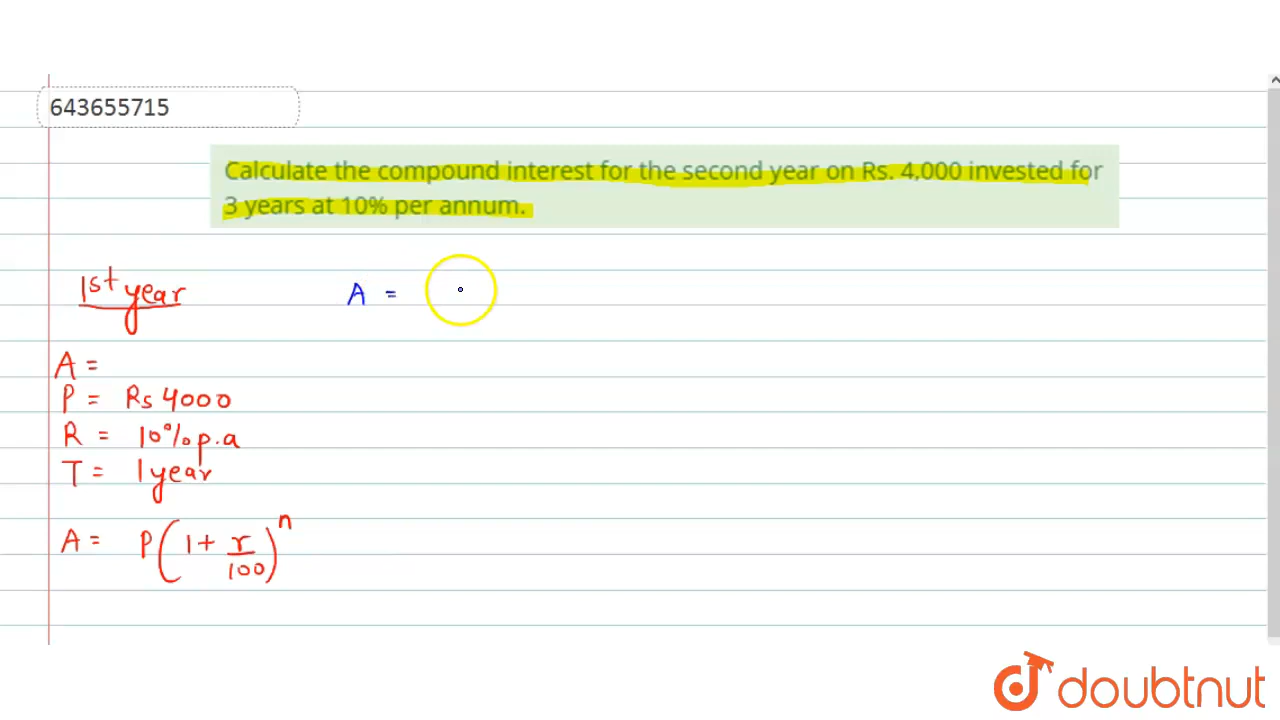 643655715
Calculate the compound interest for the second year on Rs. 4,000 invested for
3 years at 10% per annum.
1st year
A =
A =
P = Rs 4000
R = 10% p.a
T = 1 year
A = P(1 + r/100)^n
doubtnut